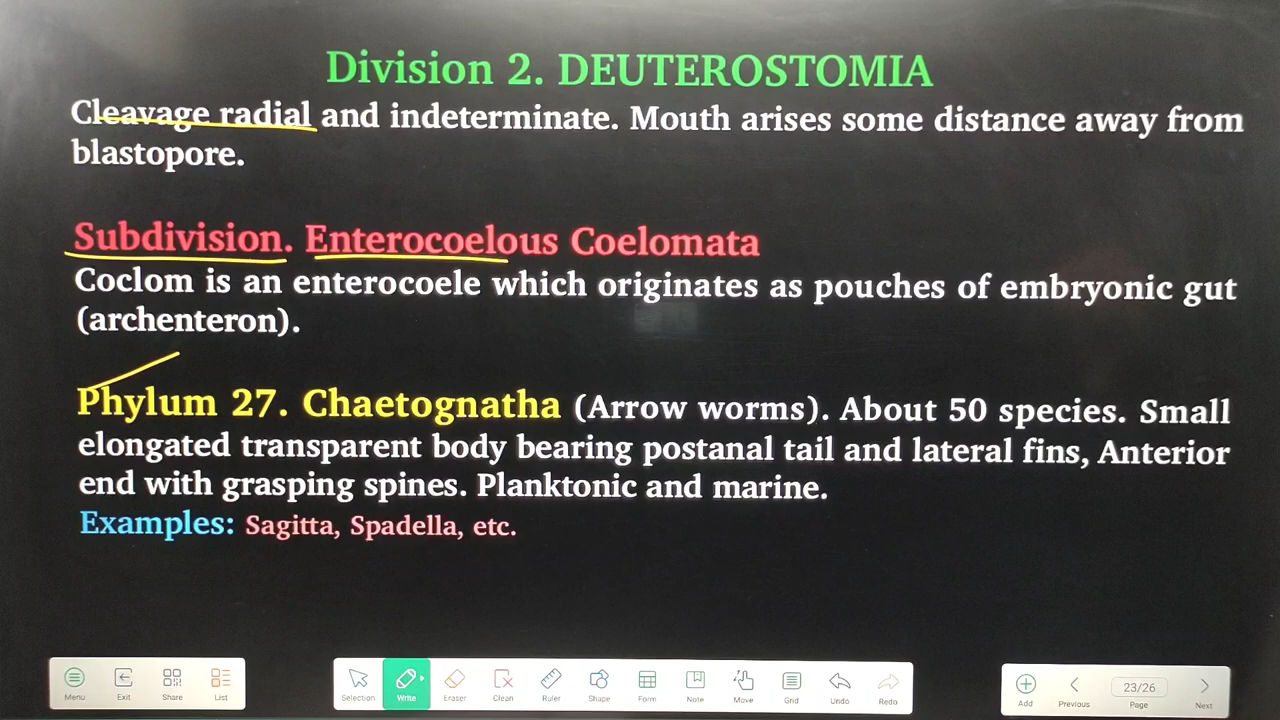 Division 2. DEUTEROSTOMIA
Cleavage radial and indeterminate. Mouth arises some distance away from
blastopore.
Subdivision. Enterocoelous Coelomata
Coclom is an enterocoele which originates as pouches of embryonic gut
(archenteron).
Phylum 27. Chaetognatha (Arrow worms). About 50 species. Small
elongated transparent body bearing postanal tail and lateral fins, Anterior
end with grasping spines. Planktonic and marine.
Examples: Sagitta, Spadella, etc.
Menu Exit Share List Selection Write Eraser Clean Ruler Shape Form Note Move Grid Undo Redo Add Previous 23/26 Page Next